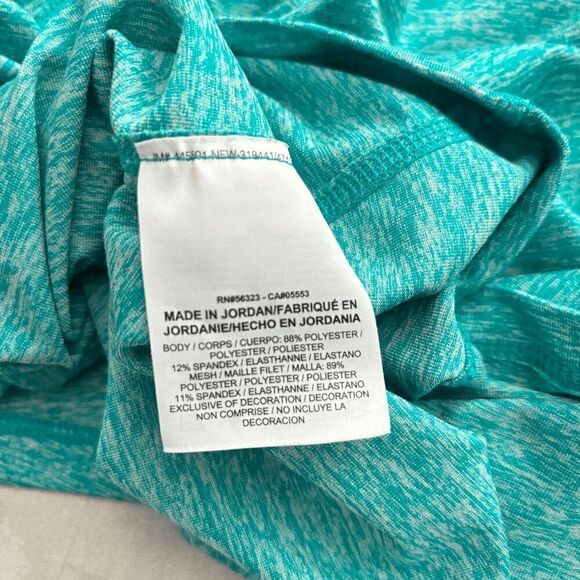 RN#56323 - CA#05553
MADE IN JORDAN/FABRIQUÉ EN
JORDANIE/HECHO EN JORDANIA
BODY / CORPS / CUERPO: 88% POLYESTER /
POLYESTER / POLIESTER
12% SPANDEX / ELASTHANNE / ELASTANO
MESH / MAILLE FILET / MALLA: 89%
POLYESTER / POLYESTER / POLIESTER
11% SPANDEX / ELASTHANNE / ELASTANO
EXCLUSIVE OF DECORATION / DECORATION
NON COMPRISE / NO INCLUYE LA
DECORACION